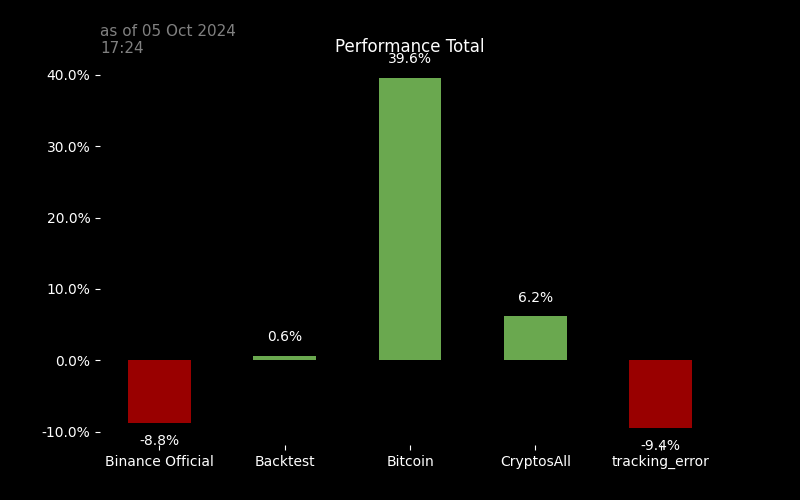 as of 05 Oct 2024
17:24
Performance Total
39.6%
40.0%
30.0%
20.0%
10.0%
6.2%
0.6%
0.0%
-10.0%
-8.8%
-9.4%
Binance Official
Backtest
Bitcoin
CryptosAll
tracking_error